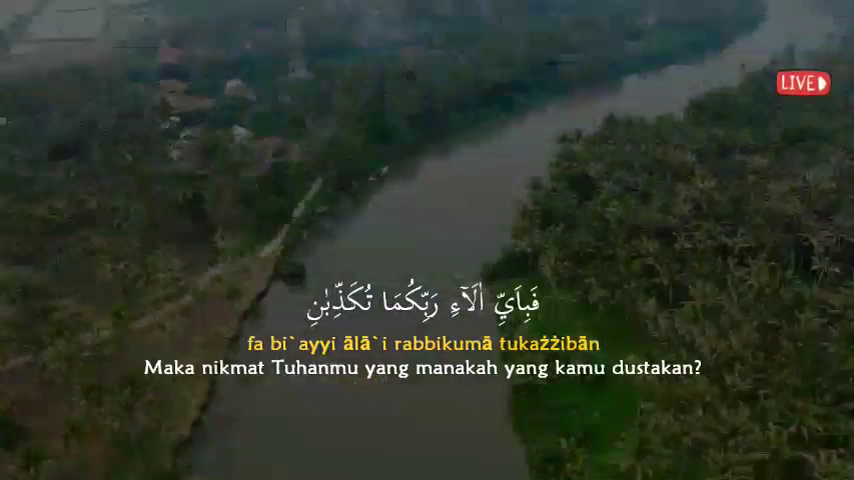 LIVE
فَبِاَيِّ اٰلَاۤءِ رَبِّكُمَا تُكَذِّبٰنِ
fa bi`ayyi ālā`i rabbikumā tukażżibān
Maka nikmat Tuhanmu yang manakah yang kamu dustakan?